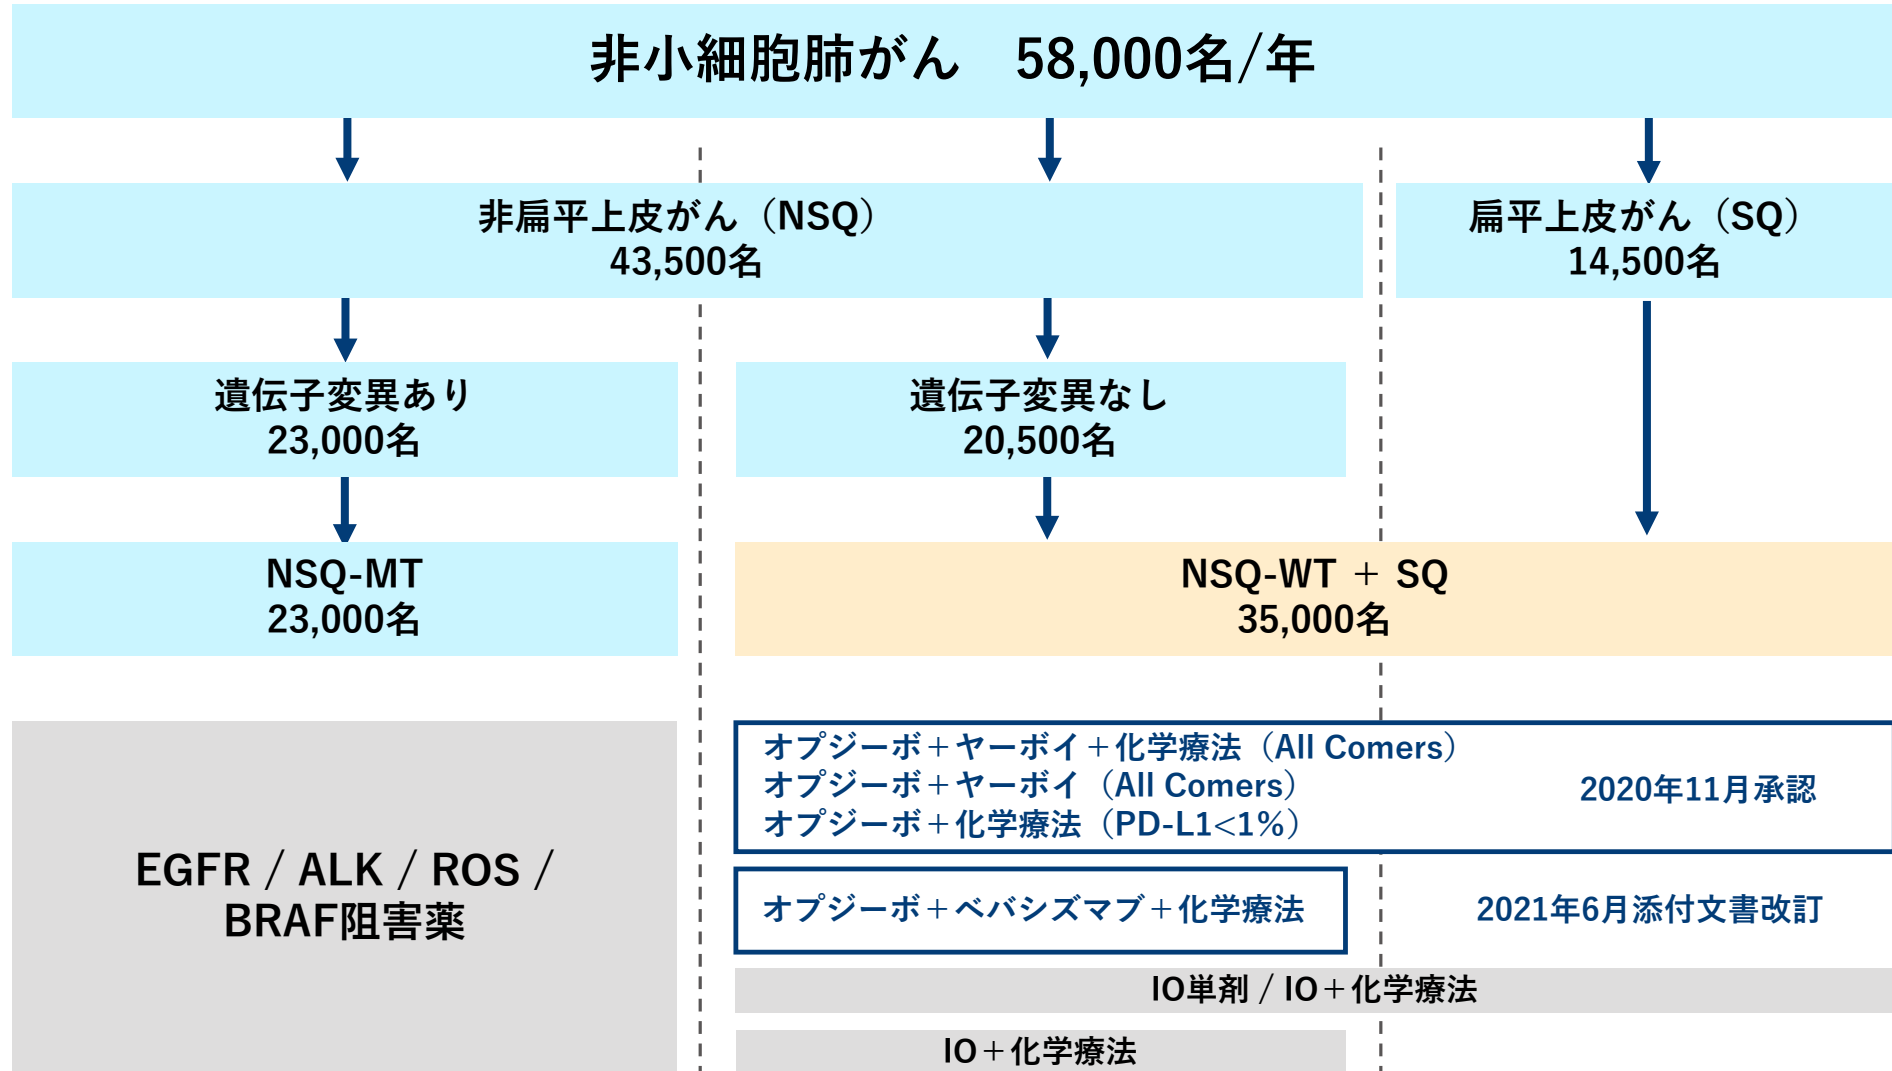 非小細胞肺がん　58,000名/年
非扁平上皮がん（NSQ）
43,500名
扁平上皮がん（SQ）
14,500名
遺伝子変異あり
23,000名
遺伝子変異なし
20,500名
NSQ-MT
23,000名
NSQ-WT ＋ SQ
35,000名
EGFR / ALK / ROS /
BRAF阻害薬
オプジーボ＋ヤーボイ＋化学療法（All Comers）
オプジーボ＋ヤーボイ（All Comers）
オプジーボ＋化学療法（PD-L1<1%）
2020年11月承認
オプジーボ＋ベバシズマブ＋化学療法
2021年6月添付文書改訂
IO単剤 / IO＋化学療法
IO＋化学療法